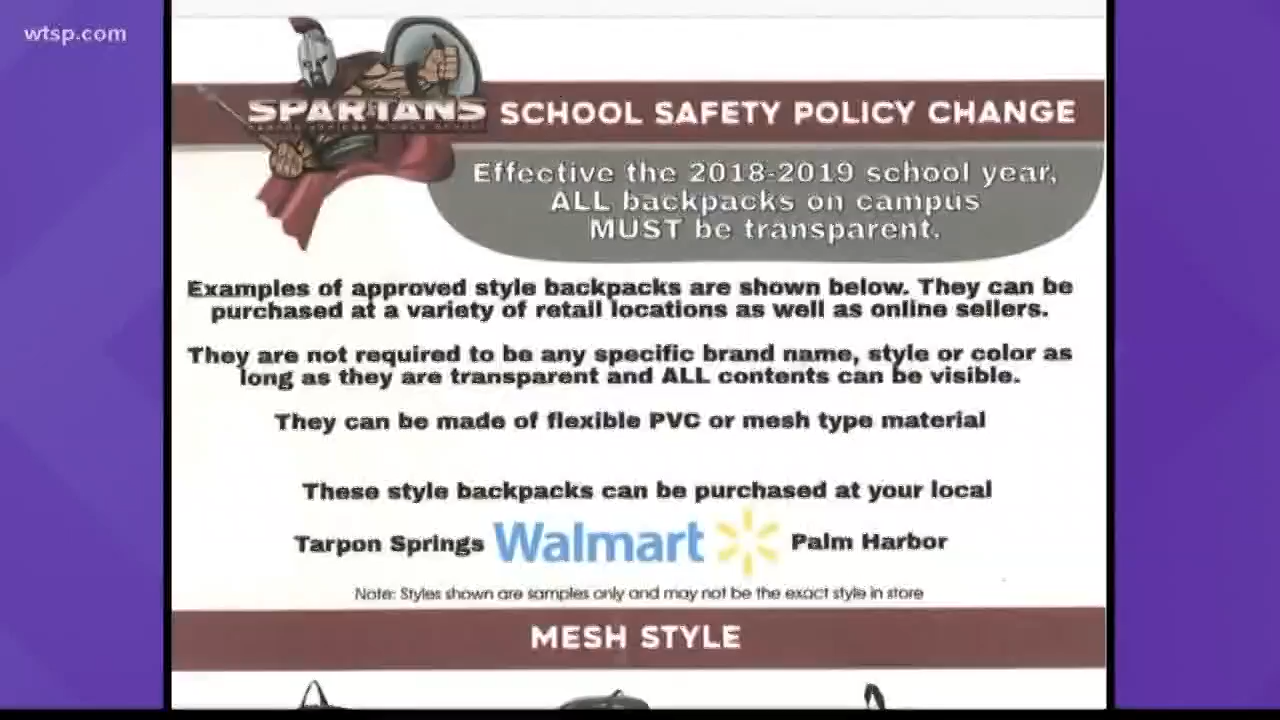 wtsp.com
SPARTANS
SCHOOL SAFETY POLICY CHANGE
Effective the 2018-2019 school year,
ALL backpacks on campus
MUST be transparent.
Examples of approved style backpacks are shown below. They can be
purchased at a variety of retail locations as well as online sellers.
They are not required to be any specific brand name, style or color as
long as they are transparent and ALL contents can be visible.
They can be made of flexible PVC or mesh type material
These style backpacks can be purchased at your local
Tarpon Springs Walmart Palm Harbor
Note: Styles shown are samples only and may not be the exact style in store
MESH STYLE